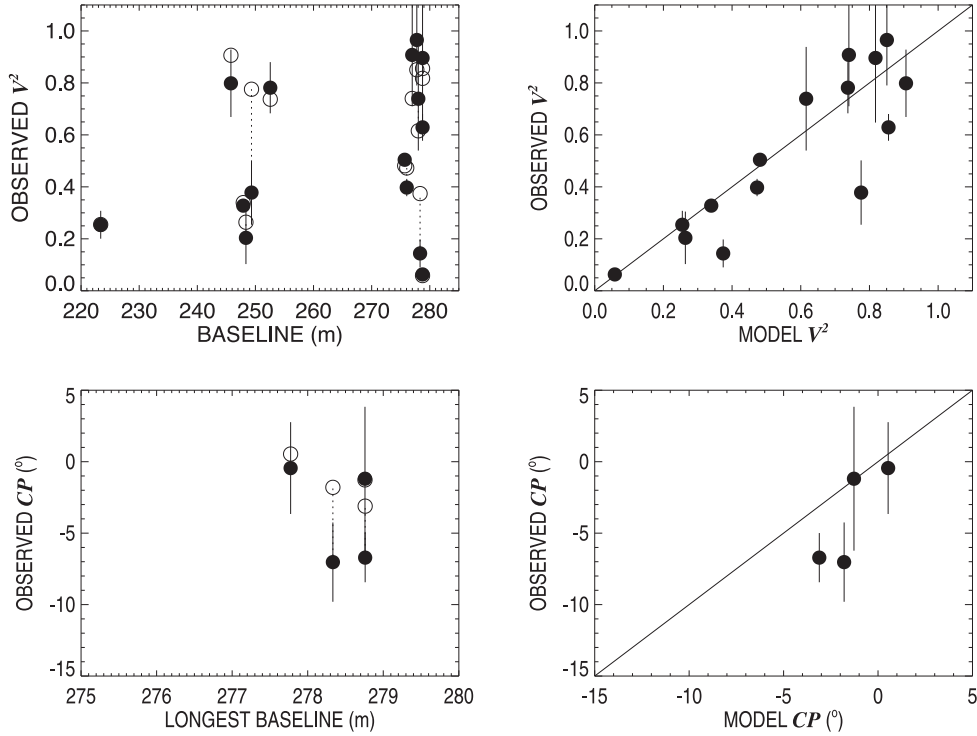 OBSERVED V²
1.0
0.8
0.6
0.4
0.2
0.0
220 230 240 250 260 270 280
BASELINE (m)
OBSERVED V²
1.0
0.8
0.6
0.4
0.2
0.0
0.0 0.2 0.4 0.6 0.8 1.0
MODEL V²
OBSERVED CP (°)
5
0
-5
-10
-15
275 276 277 278 279 280
LONGEST BASELINE (m)
OBSERVED CP (°)
5
0
-5
-10
-15
-15 -10 -5 0 5
MODEL CP (°)